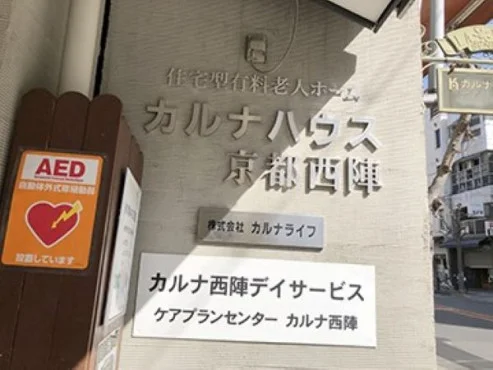 住宅型有料老人ホーム
カルナハウス
京都西陣
株式会社 カルナライフ
カルナ西陣デイサービス
ケアプランセンター カルナ西陣
AED
自動体外式除細動器
設置しています
カルナ